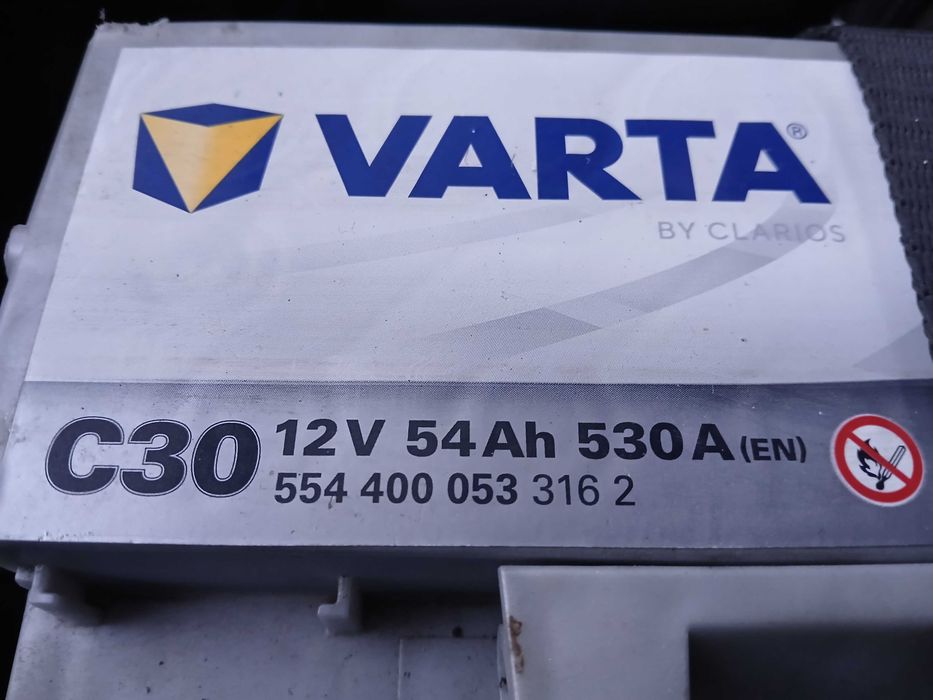 VARTA®
BY CLARIOS
C30 12V 54Ah 530A (EN)
554 400 053 316 2